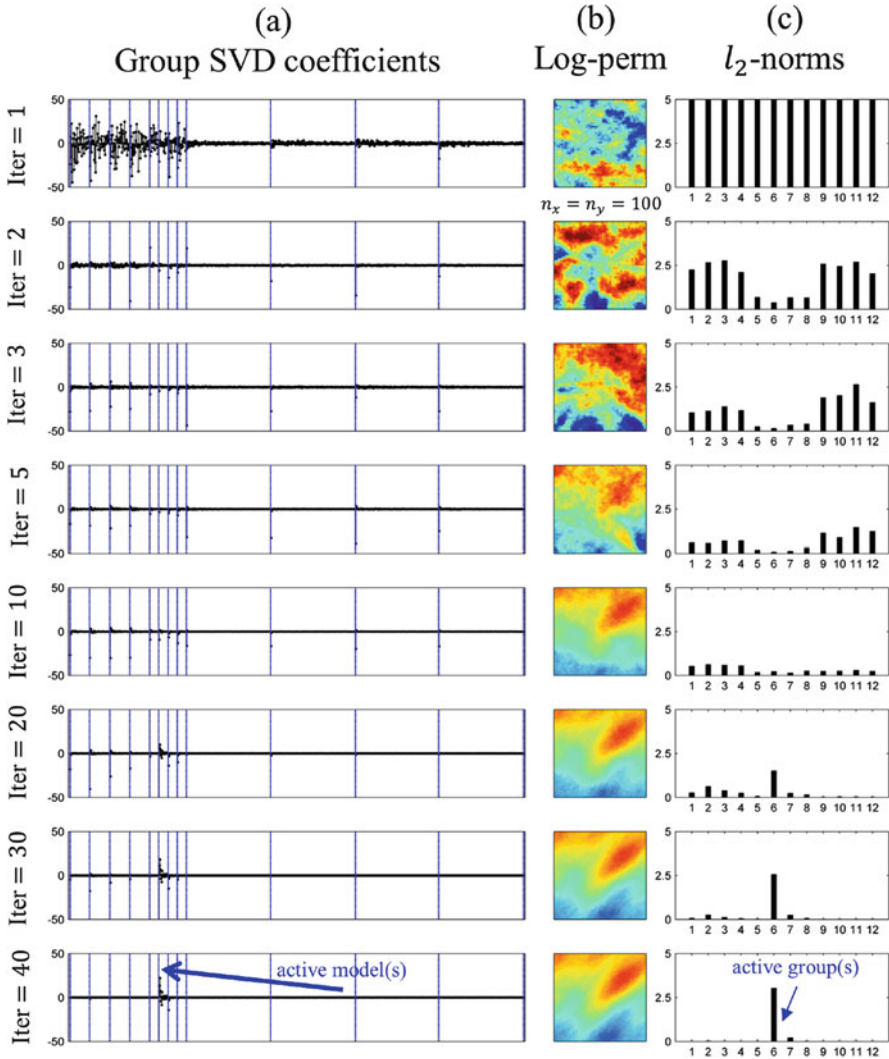 (a) (b) (c)
Group SVD coefficients Log-perm l₂-norms
Iter = 1
50
0
-50
5
2.5
0
1 2 3 4 5 6 7 8 9 10 11 12
nₓ = nᵧ = 100
Iter = 2
50
0
-50
5
2.5
0
1 2 3 4 5 6 7 8 9 10 11 12
Iter = 3
50
0
-50
5
2.5
0
1 2 3 4 5 6 7 8 9 10 11 12
Iter = 5
50
0
-50
5
2.5
0
1 2 3 4 5 6 7 8 9 10 11 12
Iter = 10
50
0
-50
5
2.5
0
1 2 3 4 5 6 7 8 9 10 11 12
Iter = 20
50
0
-50
5
2.5
0
1 2 3 4 5 6 7 8 9 10 11 12
Iter = 30
50
0
-50
5
2.5
0
1 2 3 4 5 6 7 8 9 10 11 12
Iter = 40
50
0
-50
active model(s)
5
2.5
0
active group(s)
1 2 3 4 5 6 7 8 9 10 11 12